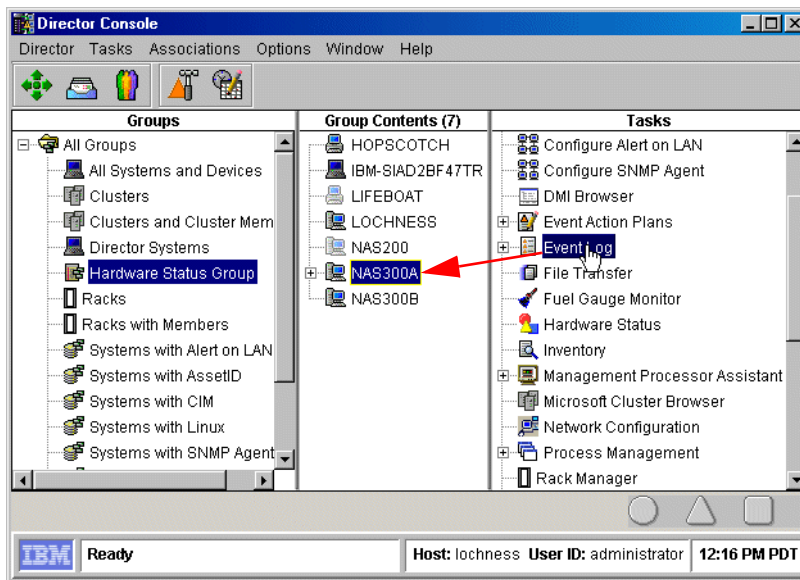 Director Console
Director Tasks Associations Options Window Help
Groups
All Groups
All Systems and Devices
Clusters
Clusters and Cluster Mem
Director Systems
Hardware Status Group
Racks
Racks with Members
Systems with Alert on LAN
Systems with AssetID
Systems with CIM
Systems with Linux
Systems with SNMP Agent
Group Contents (7)
HOPSCOTCH
IBM-SIAD2BF47TR
LIFEBOAT
LOCHNESS
NAS200
NAS300A
NAS300B
Tasks
Configure Alert on LAN
Configure SNMP Agent
DMI Browser
Event Action Plans
Event Log
File Transfer
Fuel Gauge Monitor
Hardware Status
Inventory
Management Processor Assistant
Microsoft Cluster Browser
Network Configuration
Process Management
Rack Manager
IBM
Ready
Host: lochness User ID: administrator
12:16 PM PDT